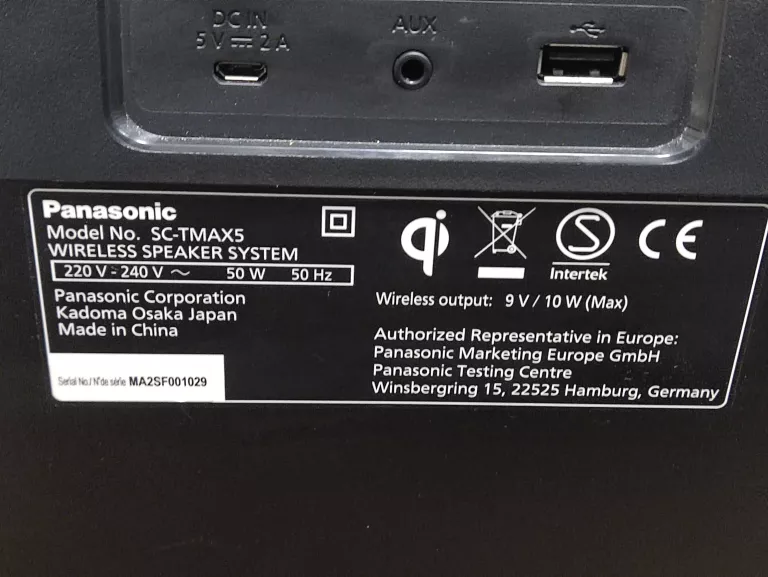 DC IN
5 V ⎓ 2 A
AUX
Panasonic
Model No. SC-TMAX5
WIRELESS SPEAKER SYSTEM
220 V - 240 V ~ 50 W 50 Hz
Panasonic Corporation
Kadoma Osaka Japan
Made in China
Serial No./ N°de série MA2SF001029
qi
S
Intertek
CE
Wireless output: 9 V / 10 W (Max)
Authorized Representative in Europe:
Panasonic Marketing Europe GmbH
Panasonic Testing Centre
Winsbergring 15, 22525 Hamburg, Germany